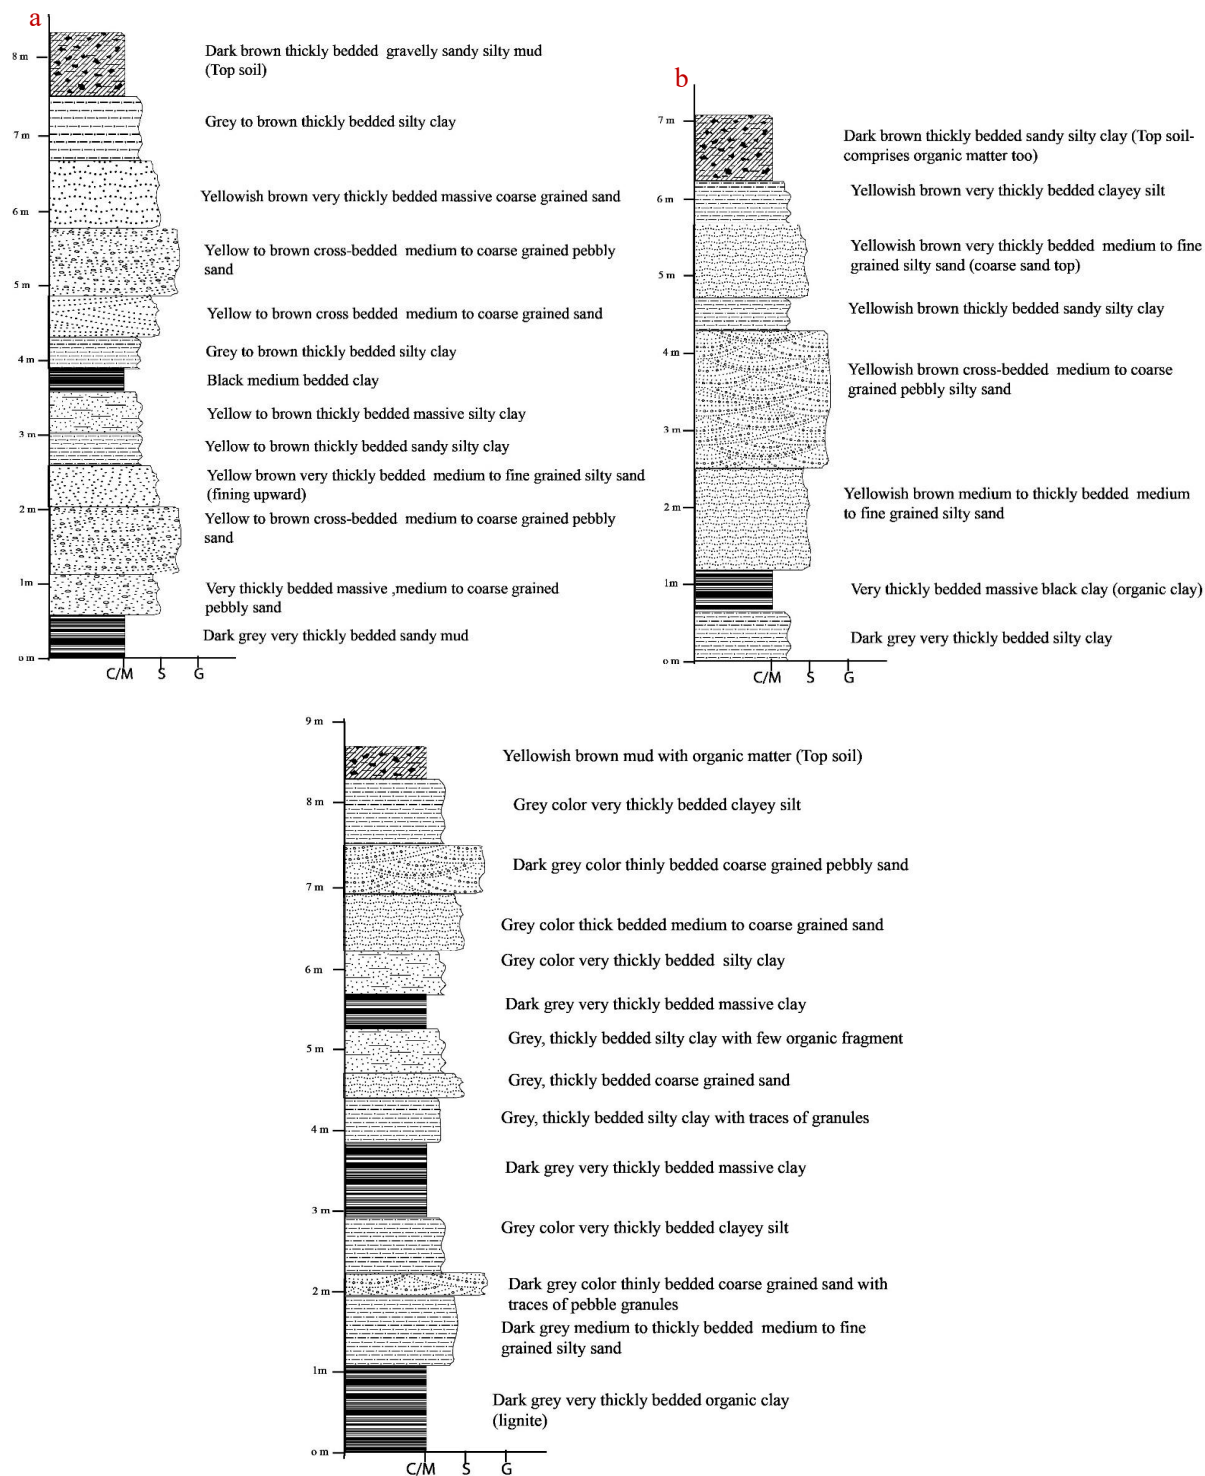 a
8 m
Dark brown thickly bedded gravelly sandy silty mud
(Top soil)
7 m
Grey to brown thickly bedded silty clay
6 m
Yellowish brown very thickly bedded massive coarse grained sand
Yellow to brown cross-bedded medium to coarse grained pebbly
sand
5 m
Yellow to brown cross bedded medium to coarse grained sand
Grey to brown thickly bedded silty clay
4 m
Black medium bedded clay
Yellow to brown thickly bedded massive silty clay
3 m
Yellow to brown thickly bedded sandy silty clay
Yellow brown very thickly bedded medium to fine grained silty sand
(fining upward)
2 m
Yellow to brown cross-bedded medium to coarse grained pebbly
sand
1m
Very thickly bedded massive ,medium to coarse grained
pebbly sand
Dark grey very thickly bedded sandy mud
o m
C/M S G
b
7 m
Dark brown thickly bedded sandy silty clay (Top soil-
comprises organic matter too)
Yellowish brown very thickly bedded clayey silt
6 m
Yellowish brown very thickly bedded medium to fine
grained silty sand (coarse sand top)
5 m
Yellowish brown thickly bedded sandy silty clay
4 m
Yellowish brown cross-bedded medium to coarse
grained pebbly silty sand
3 m
Yellowish brown medium to thickly bedded medium
to fine grained silty sand
2 m
1m
Very thickly bedded massive black clay (organic clay)
Dark grey very thickly bedded silty clay
o m
C/M S G
9 m
Yellowish brown mud with organic matter (Top soil)
8 m
Grey color very thickly bedded clayey silt
Dark grey color thinly bedded coarse grained pebbly sand
7 m
Grey color thick bedded medium to coarse grained sand
Grey color very thickly bedded silty clay
6 m
Dark grey very thickly bedded massive clay
Grey, thickly bedded silty clay with few organic fragment
5 m
Grey, thickly bedded coarse grained sand
Grey, thickly bedded silty clay with traces of granules
4 m
Dark grey very thickly bedded massive clay
3 m
Grey color very thickly bedded clayey silt
Dark grey color thinly bedded coarse grained sand with
traces of pebble granules
2 m
Dark grey medium to thickly bedded medium to fine
grained silty sand
1m
Dark grey very thickly bedded organic clay
(lignite)
o m
C/M S G